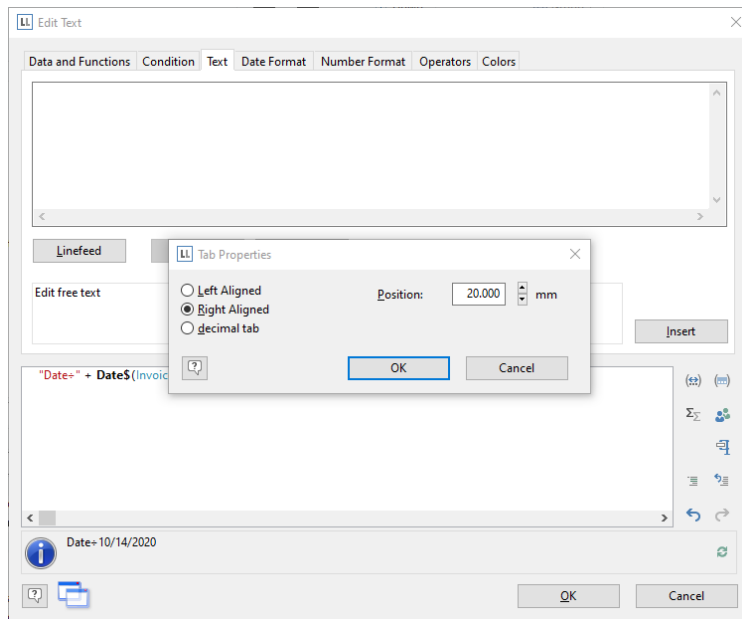 LL Edit Text
Data and Functions Condition Text Date Format Number Format Operators Colors
Linefeed
LL Tab Properties
Edit free text
Left Aligned
Right Aligned
decimal tab
Position: 20.000 mm
Insert
OK Cancel
"Date÷" + Date$(Invoic
Date÷10/14/2020
OK Cancel